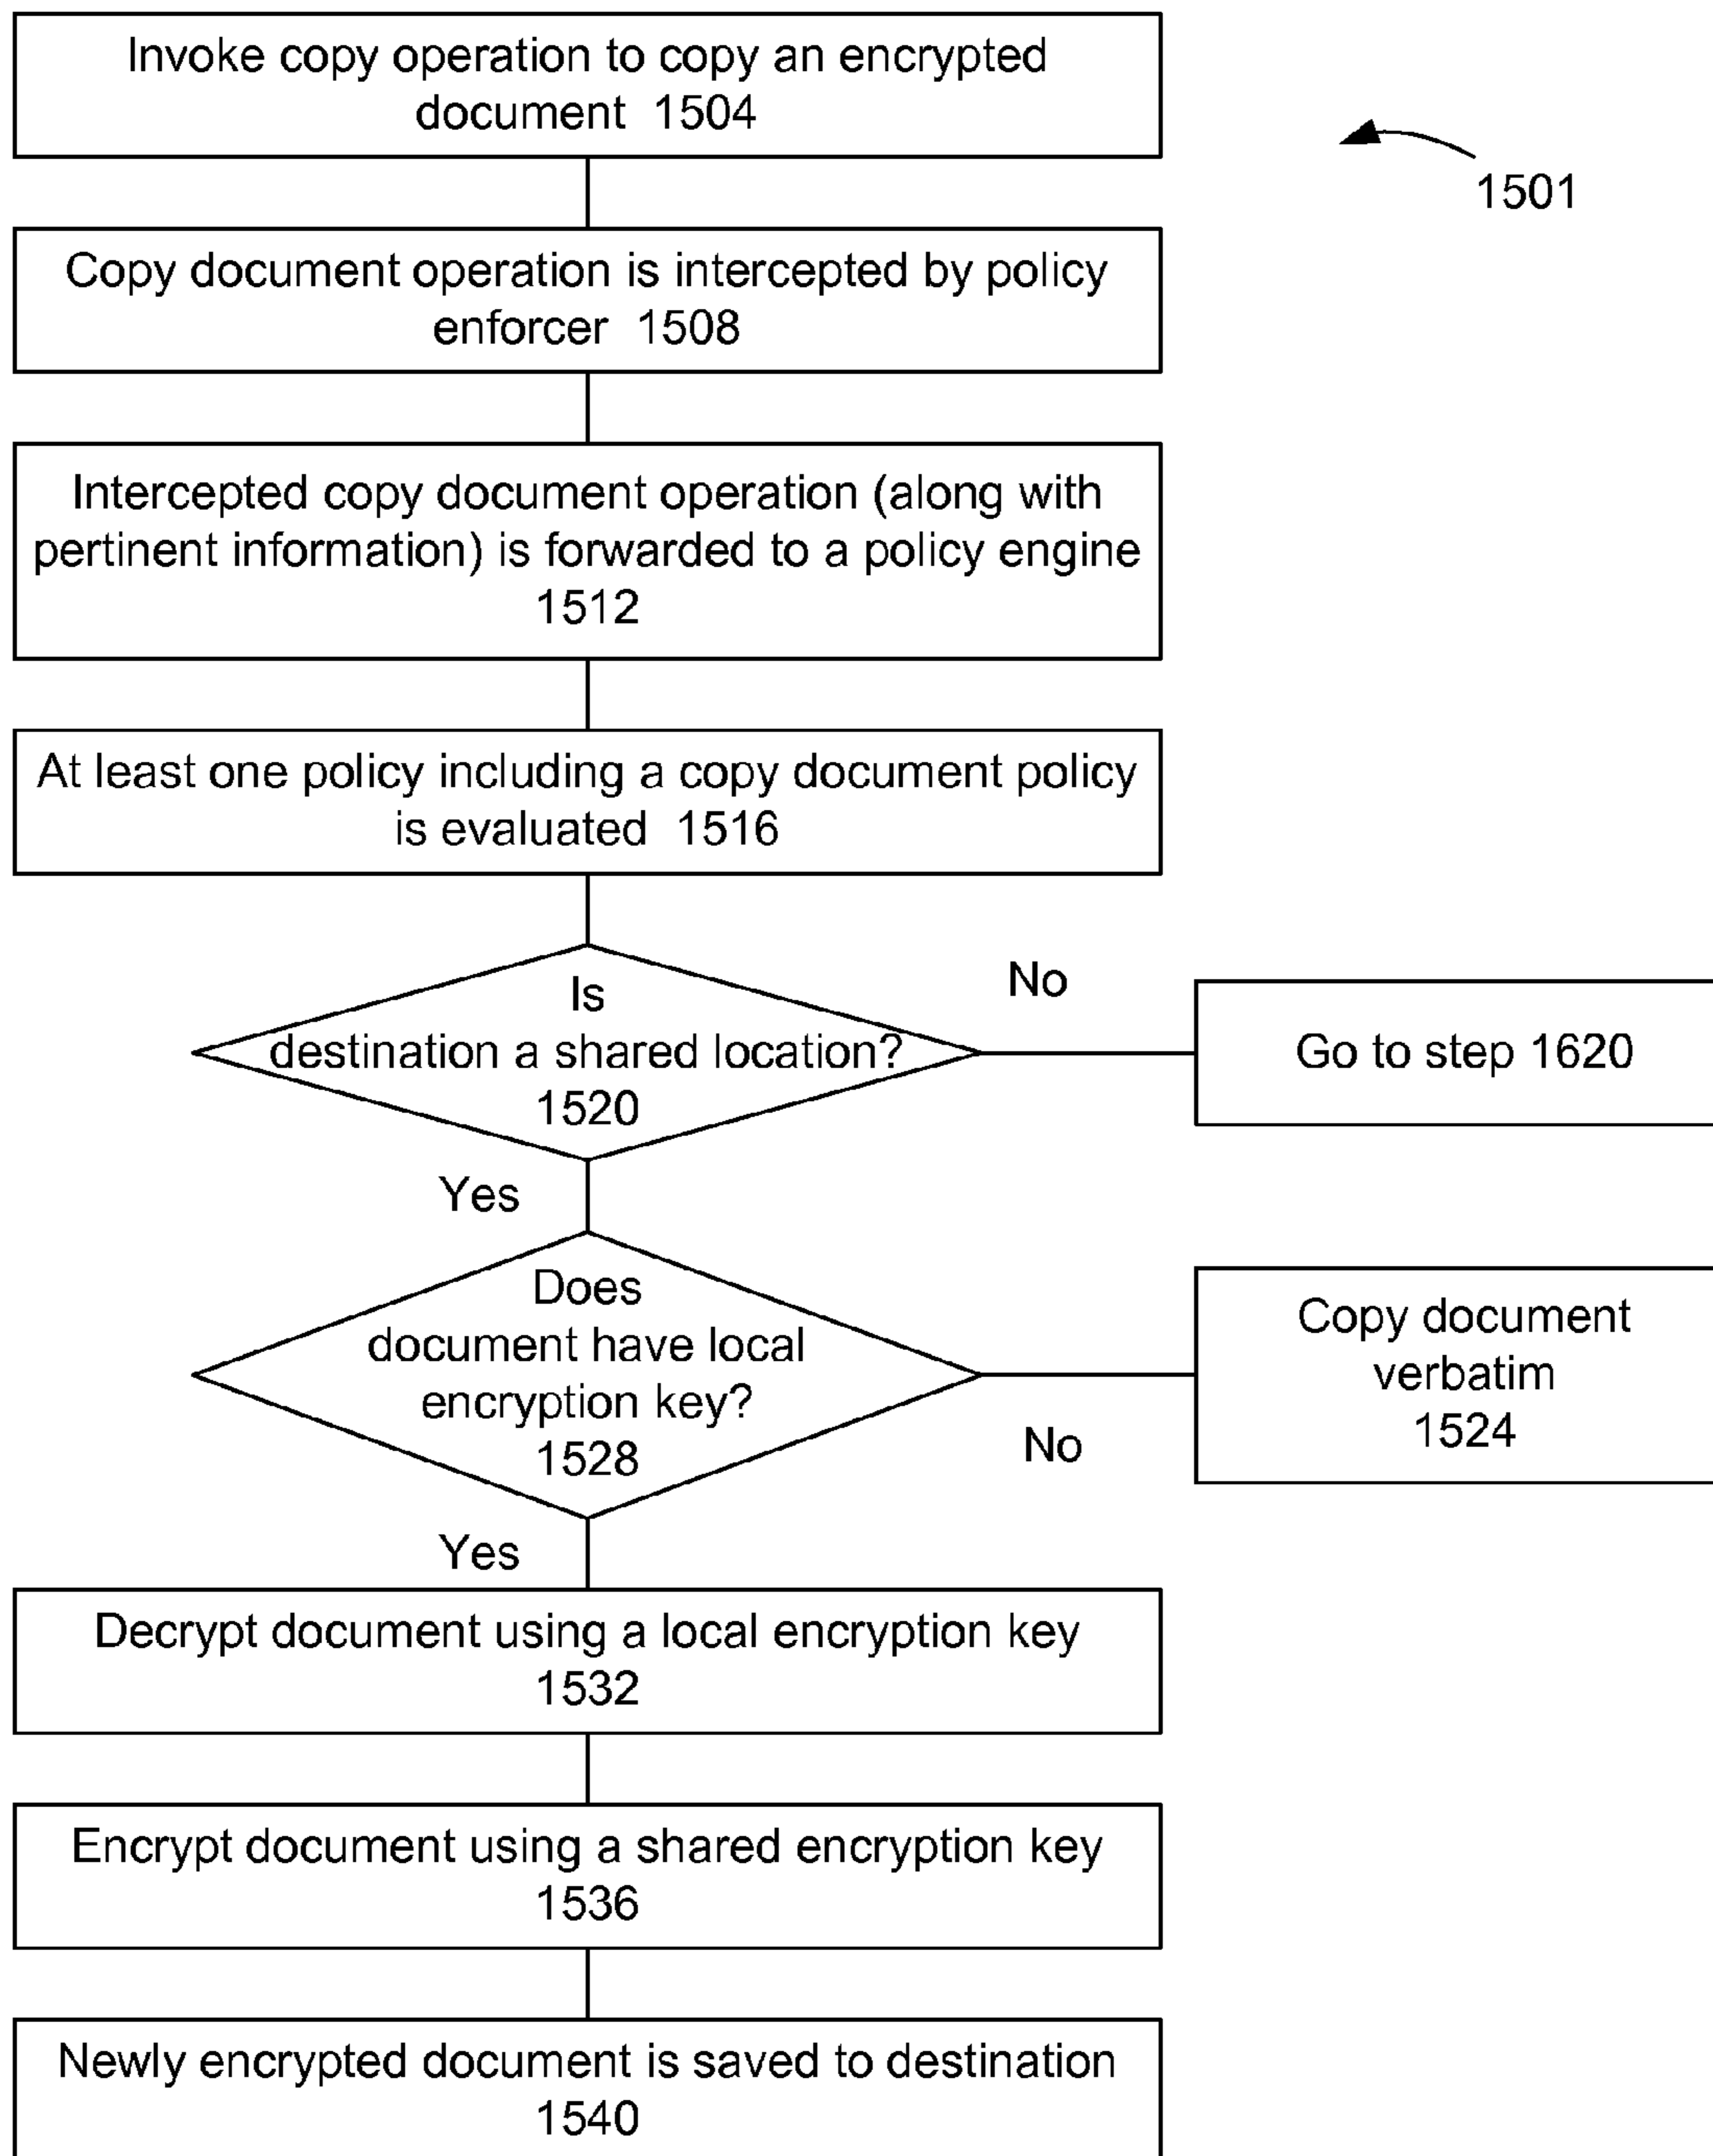 Invoke copy operation to copy an encrypted
document 1504
1501
Copy document operation is intercepted by policy
enforcer 1508
Intercepted copy document operation (along with
pertinent information) is forwarded to a policy engine
1512
At least one policy including a copy document policy
is evaluated 1516
Is
destination a shared location?
1520
No
Go to step 1620
Yes
Does
document have local
encryption key?
1528
No
Copy document
verbatim
1524
Yes
Decrypt document using a local encryption key
1532
Encrypt document using a shared encryption key
1536
Newly encrypted document is saved to destination
1540